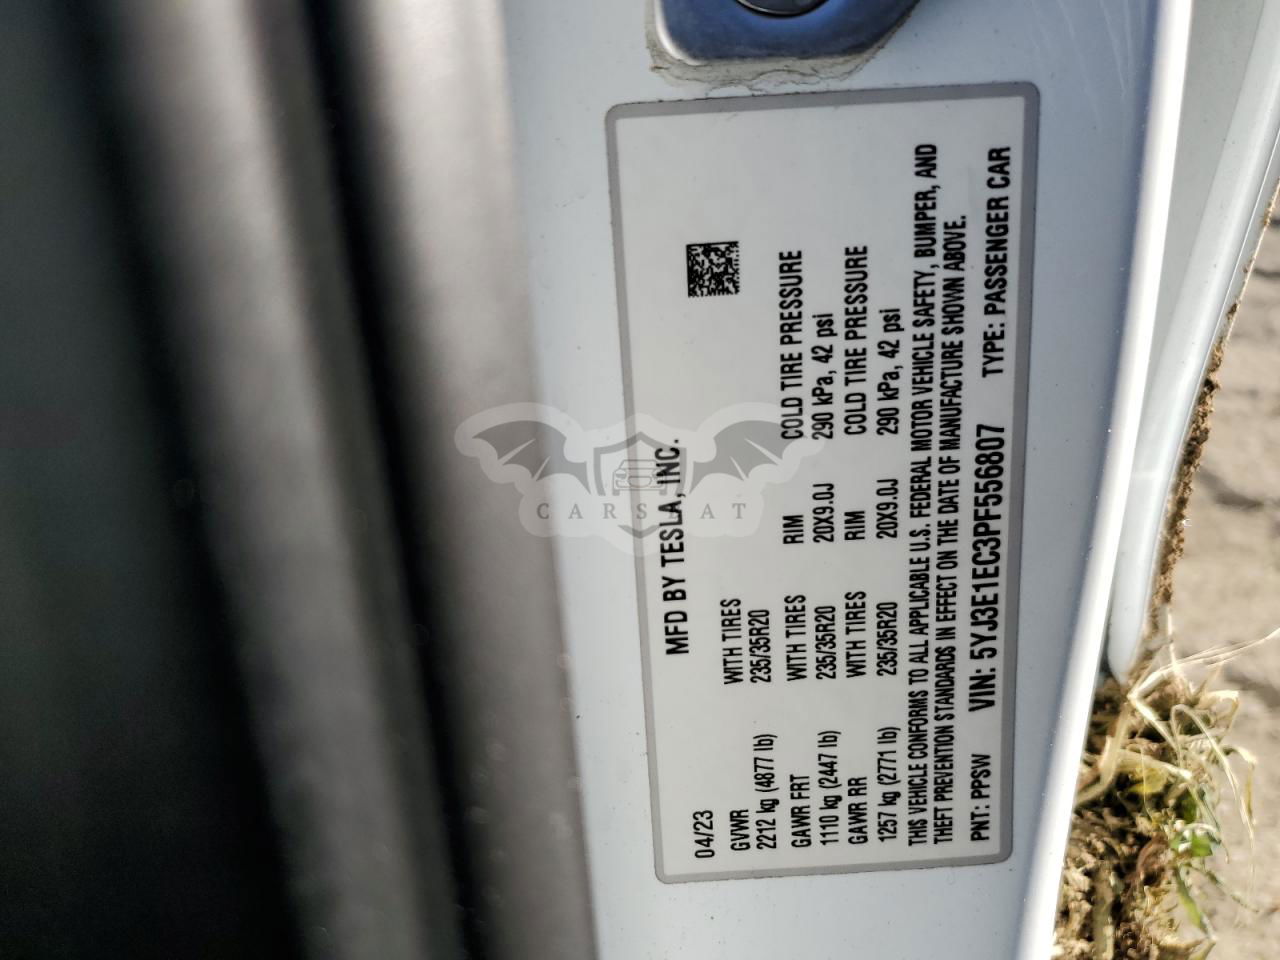 MFD BY TESLA, INC.
04/23
GVWR WITH TIRES
2212 kg (4877 lb) 235/35R20
GAWR FRT WITH TIRES RIM COLD TIRE PRESSURE
1110 kg (2447 lb) 235/35R20 20X9.0J 290 kPa, 42 psi
GAWR RR WITH TIRES RIM COLD TIRE PRESSURE
1257 kg (2771 lb) 235/35R20 20X9.0J 290 kPa, 42 psi
THIS VEHICLE CONFORMS TO ALL APPLICABLE U.S. FEDERAL MOTOR VEHICLE SAFETY, BUMPER, AND
THEFT PREVENTION STANDARDS IN EFFECT ON THE DATE OF MANUFACTURE SHOWN ABOVE.
PNT: PPSW VIN: 5YJ3E1EC3PF556807 TYPE: PASSENGER CAR